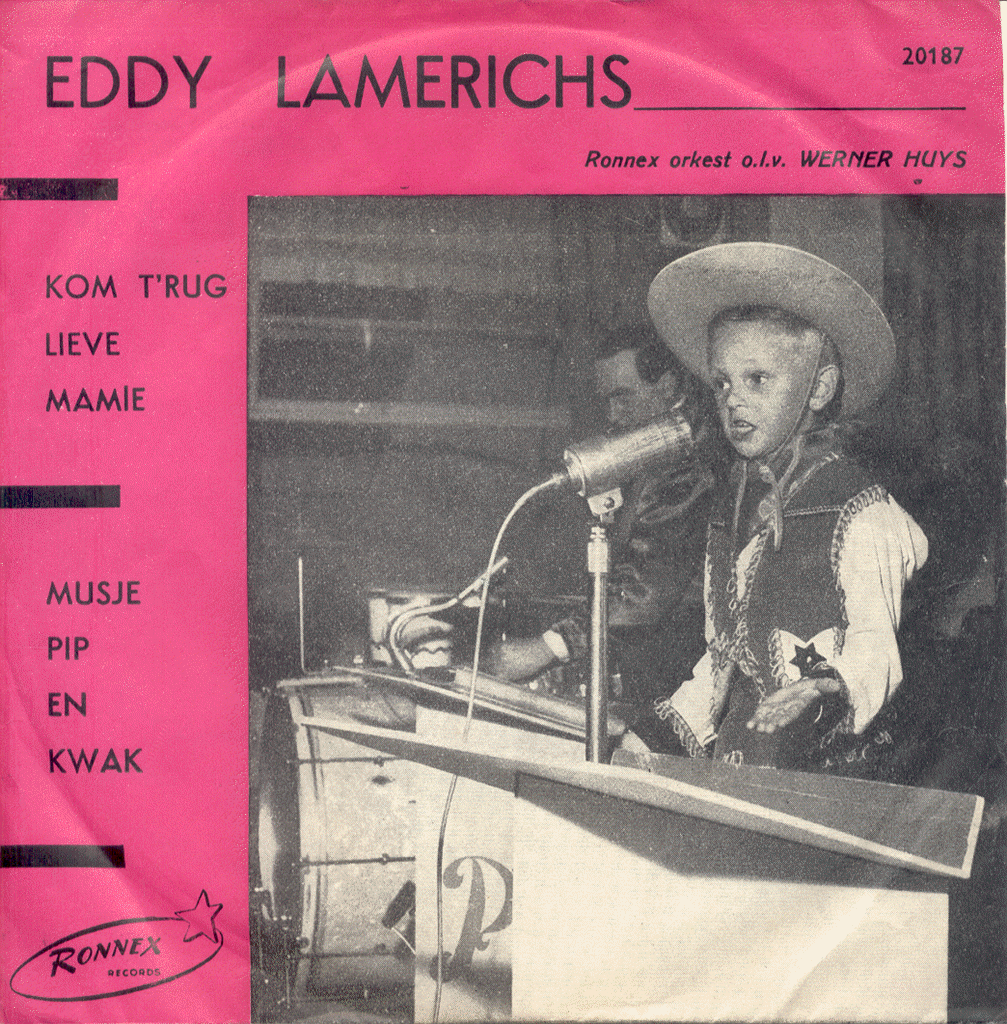 20187
EDDY LAMERICHS
Ronnex orkest o.l.v. WERNER HUYS
KOM T'RUG
LIEVE
MAMIE
MUSJE
PIP
EN
KWAK
RONNEX
RECORDS
P